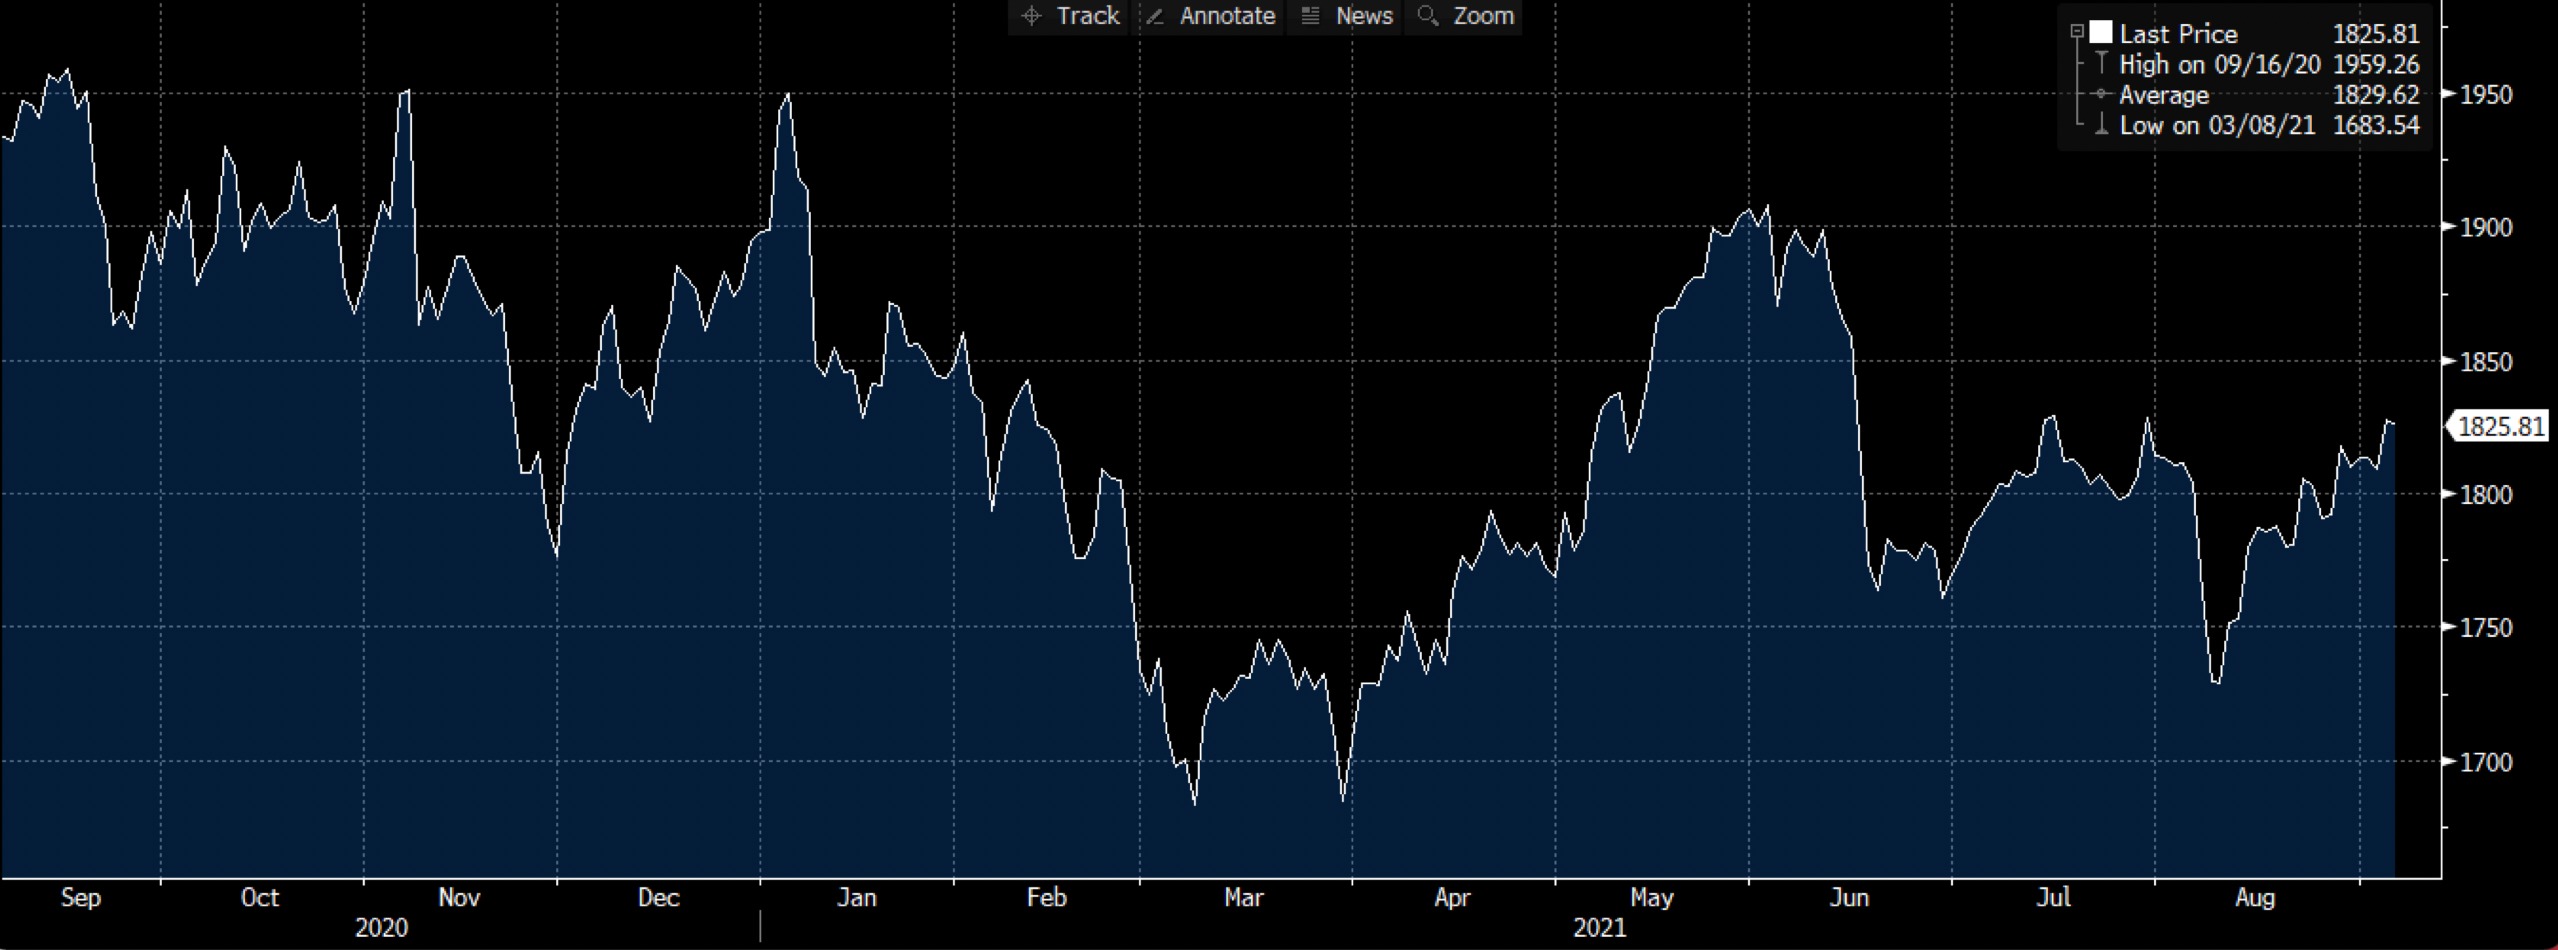 Track Annotate News Zoom
Last Price 1825.81
High on 09/16/20 1959.26
Average 1829.62
Low on 03/08/21 1683.54
1950
1900
1850
1825.81
1800
1750
1700
Sep Oct Nov Dec Jan Feb Mar Apr May Jun Jul Aug
2020 2021